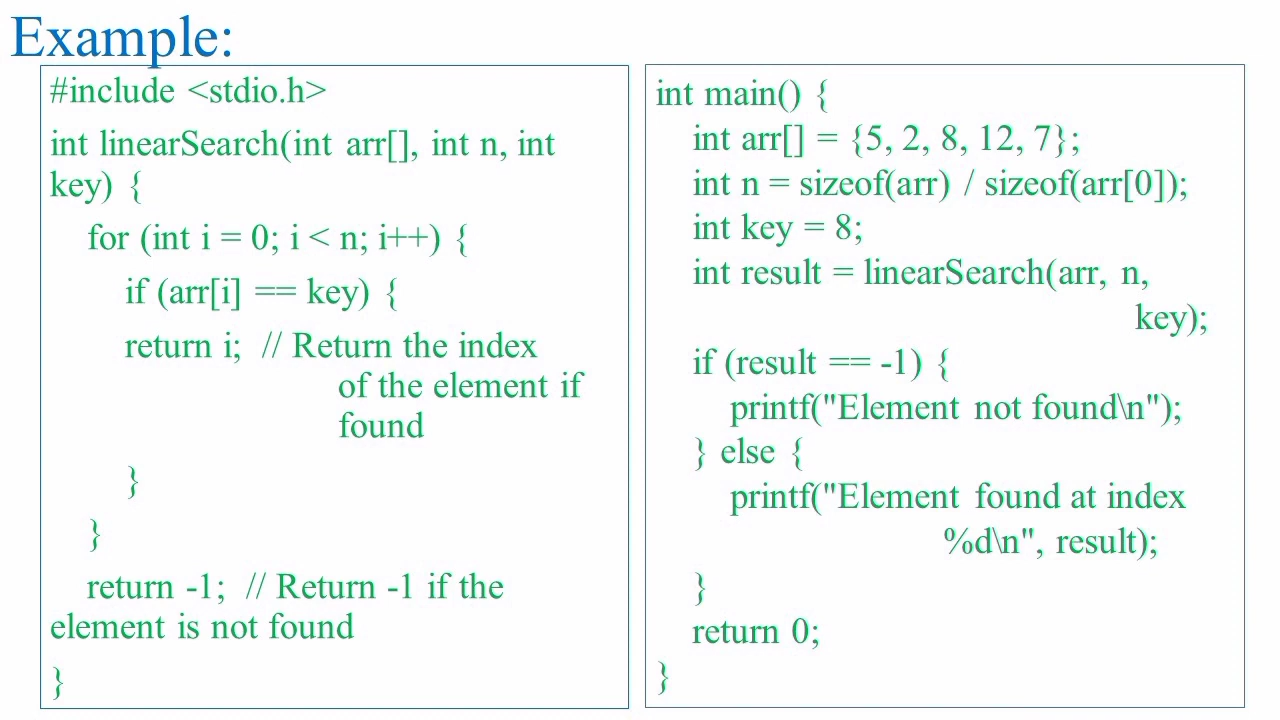 Example:
#include <stdio.h>
int linearSearch(int arr[], int n, int
key) {
for (int i = 0; i < n; i++) {
if (arr[i] == key) {
return i;  // Return the index
of the element if
found
}
}
return -1;  // Return -1 if the
element is not found
}
int main() {
int arr[] = {5, 2, 8, 12, 7};
int n = sizeof(arr) / sizeof(arr[0]);
int key = 8;
int result = linearSearch(arr, n,
key);
if (result == -1) {
printf("Element not found\n");
} else {
printf("Element found at index
%d\n", result);
}
return 0;
}